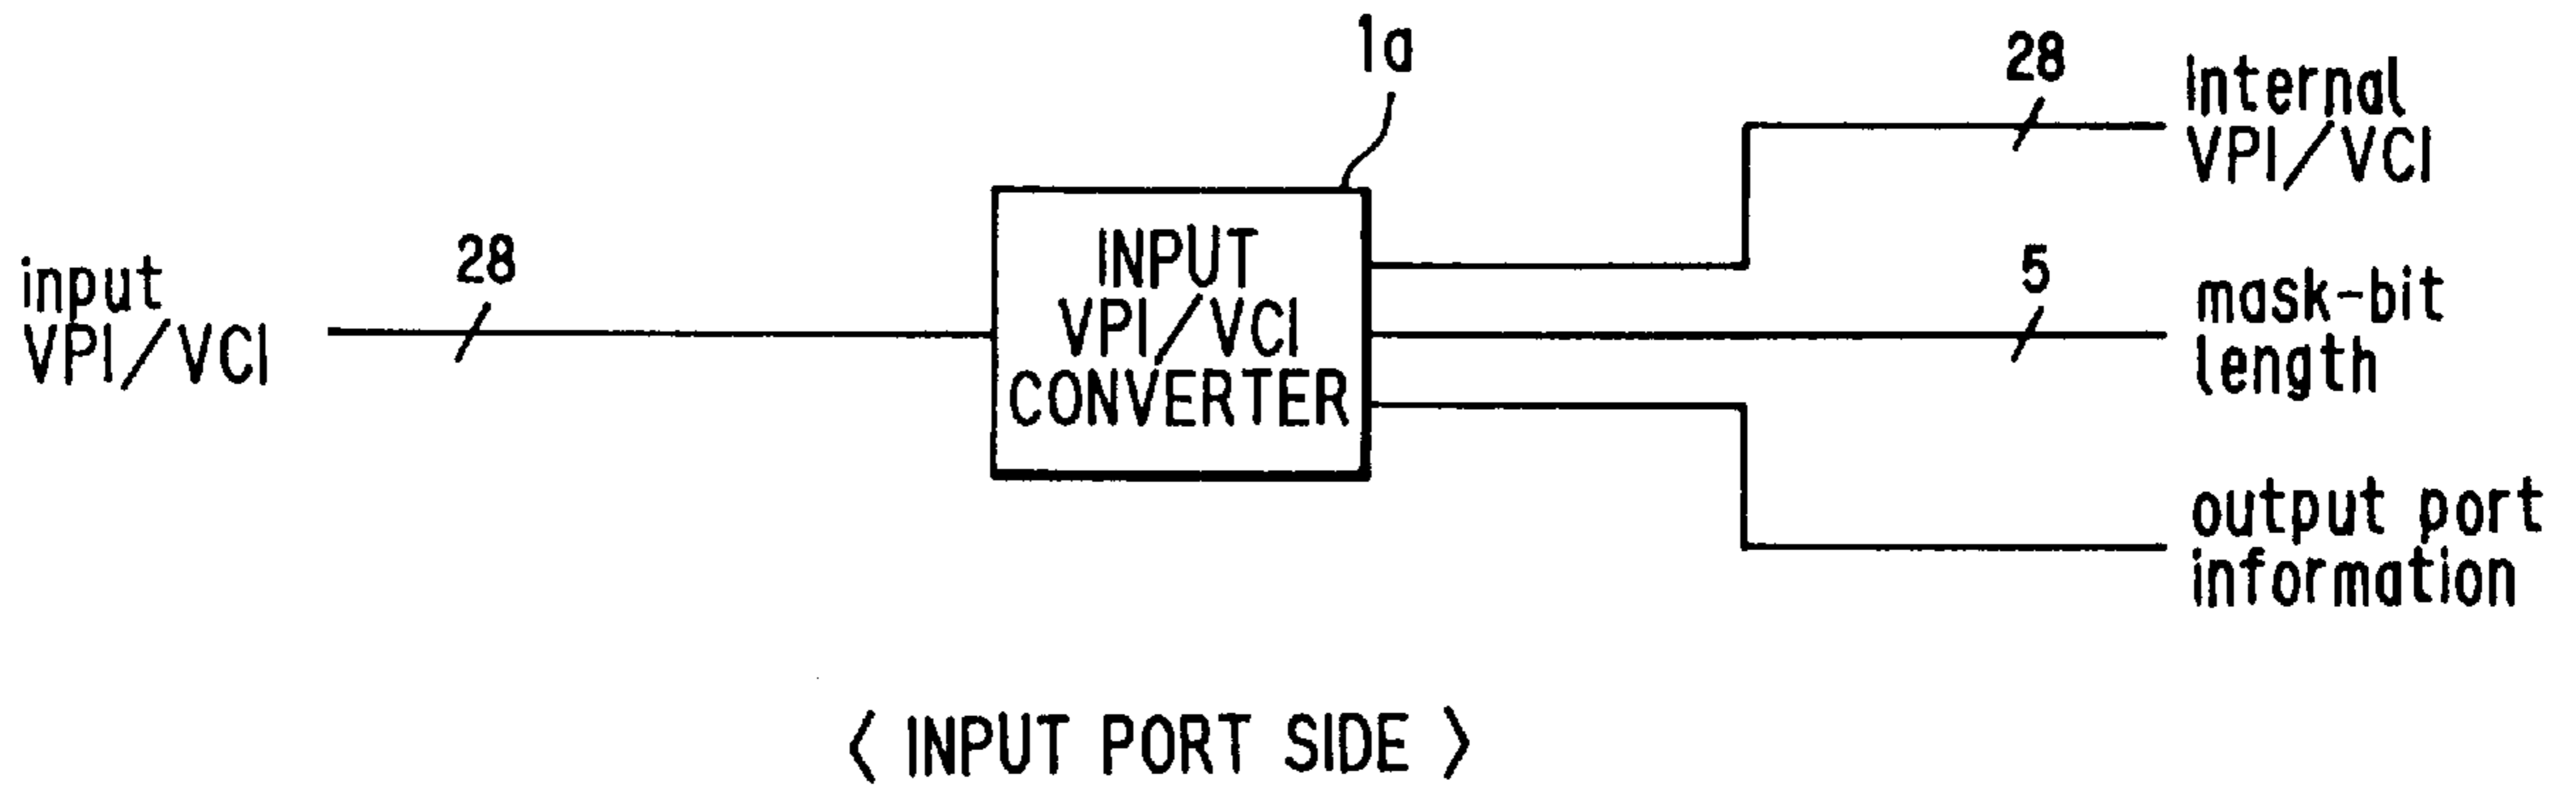 1a
28
Internal
VPI/VCI
28
input
VPI/VCI
INPUT
VPI/VCI
CONVERTER
5
mask-bit
length
output port
information
〈 INPUT PORT SIDE 〉